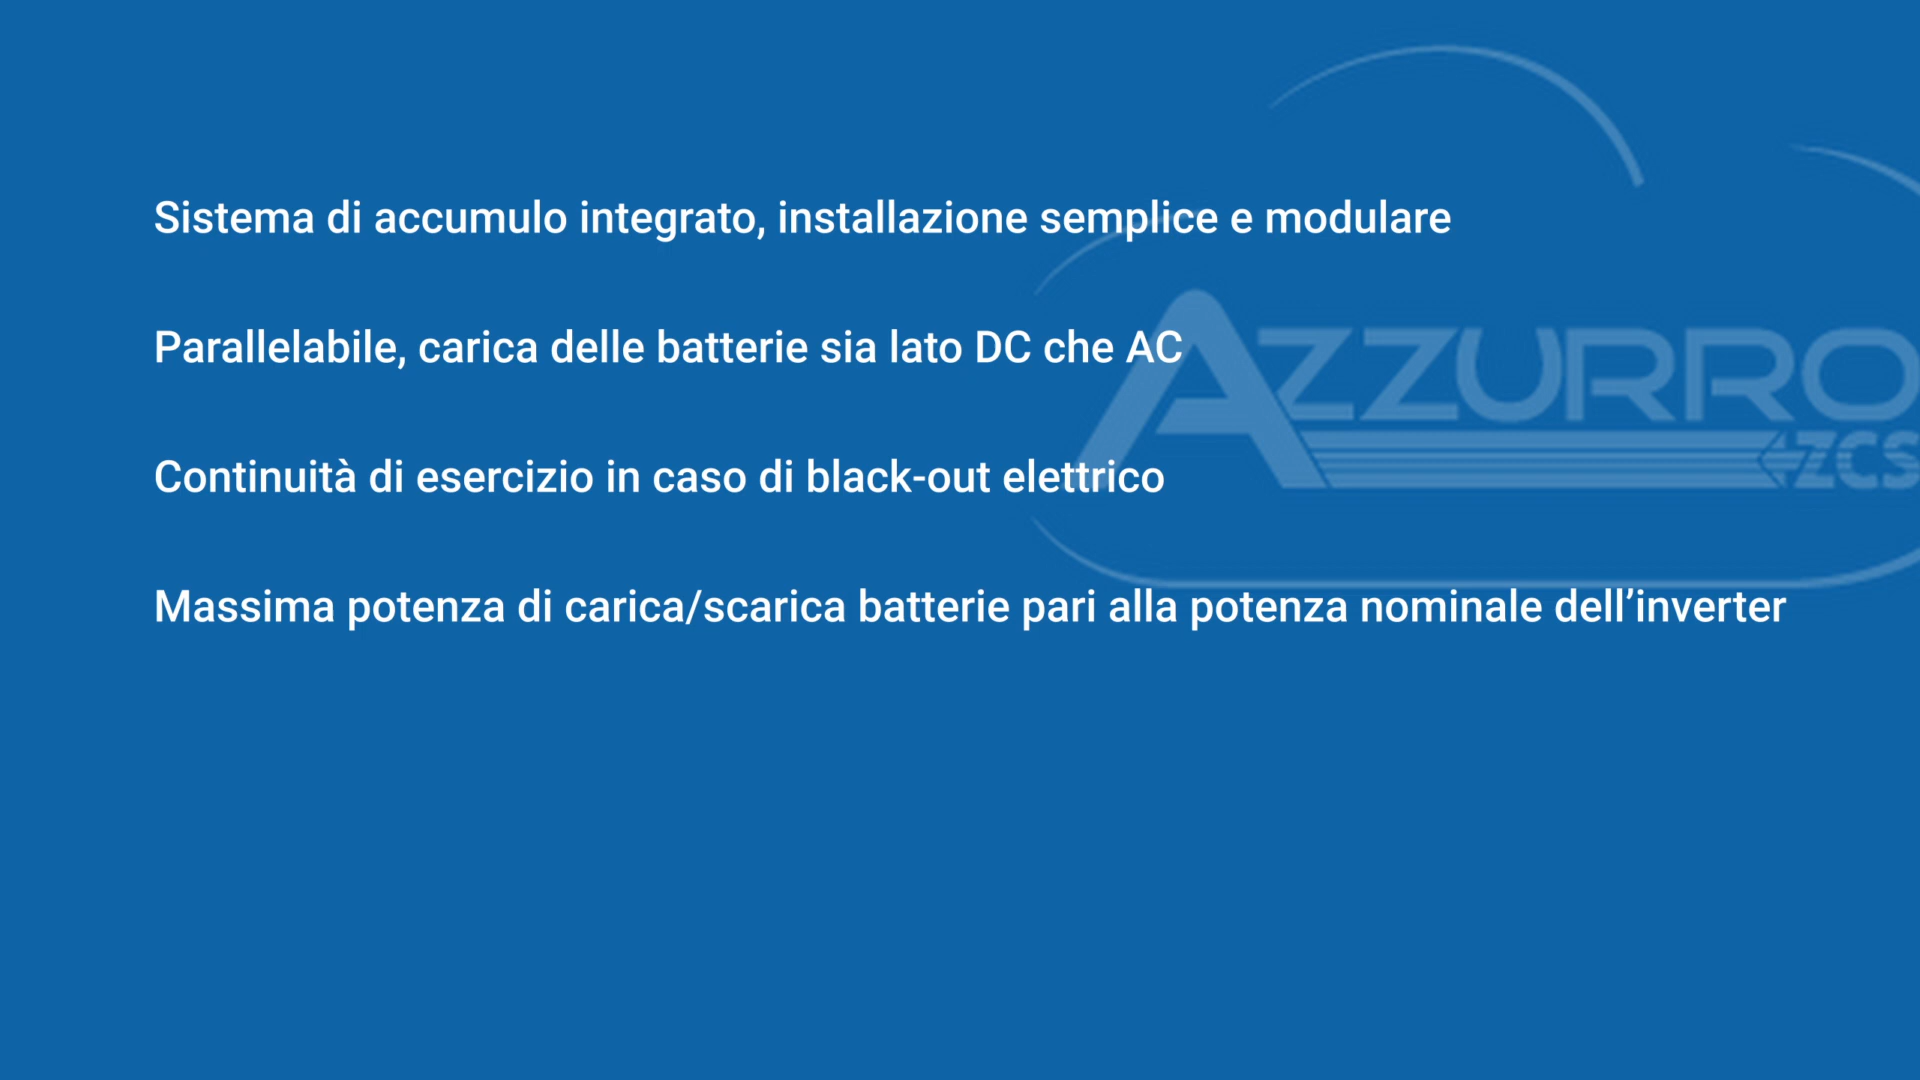 Sistema di accumulo integrato, installazione semplice e modulare
Parallelabile, carica delle batterie sia lato DC che AC
AZZURRO
ZCS
Continuità di esercizio in caso di black-out elettrico
Massima potenza di carica/scarica batterie pari alla potenza nominale dell’inverter